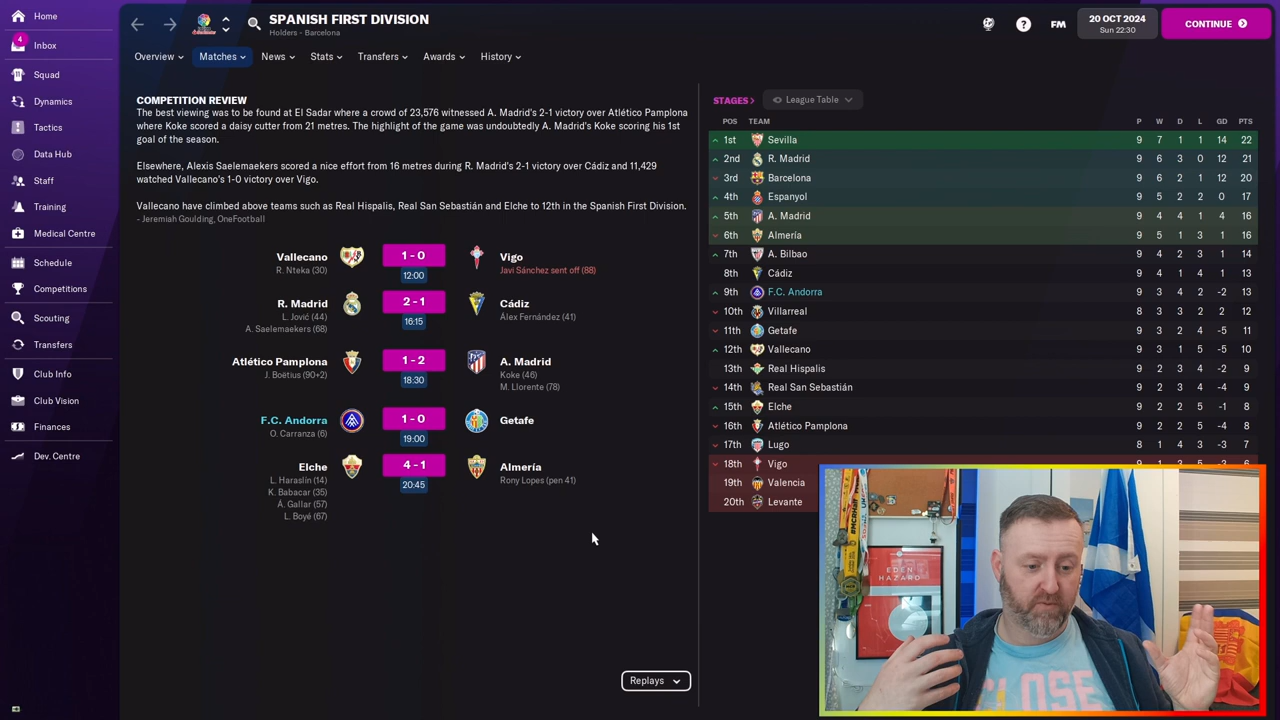 Home
4
Inbox
Squad
Dynamics
Tactics
Data Hub
Staff
Training
Medical Centre
Schedule
Competitions
Scouting
Transfers
Club Info
Club Vision
Finances
Dev. Centre
SPANISH FIRST DIVISION
Holders - Barcelona
? FM 20 OCT 2024
Sun 22:30
CONTINUE
Overview Matches News Stats Transfers Awards History
COMPETITION REVIEW
The best viewing was to be found at El Sadar where a crowd of 23,576 witnessed A. Madrid's 2-1 victory over Atlético Pamplona
where Koke scored a daisy cutter from 21 metres. The highlight of the game was undoubtedly A. Madrid's Koke scoring his 1st
goal of the season.
Elsewhere, Alexis Saelemaekers scored a nice effort from 16 metres during R. Madrid's 2-1 victory over Cádiz and 11,429
watched Vallecano's 1-0 victory over Vigo.
Vallecano have climbed above teams such as Real Hispalis, Real San Sebastián and Elche to 12th in the Spanish First Division.
- Jeremiah Goulding, OneFootball
Vallecano 1 - 0 Vigo
R. Nteka (30) 12:00 Javi Sánchez sent off (88)
R. Madrid 2 - 1 Cádiz
L. Jović (44) 16:15 Álex Fernández (41)
A. Saelemaekers (68)
Atlético Pamplona 1 - 2 A. Madrid
J. Boëtius (90+2) 18:30 Koke (46)
M. Llorente (78)
F.C. Andorra 1 - 0 Getafe
O. Carranza (6) 19:00
Elche 4 - 1 Almería
L. Haraslín (14) 20:45 Rony Lopes (pen 41)
K. Babacar (35)
Á. Gallar (57)
L. Boyé (67)
Replays
STAGES League Table
POS TEAM P W D L GD PTS
1st Sevilla 9 7 1 1 14 22
2nd R. Madrid 9 6 3 0 12 21
3rd Barcelona 9 6 2 1 12 20
4th Espanyol 9 5 2 2 0 17
5th A. Madrid 9 4 4 1 4 16
6th Almería 9 5 1 3 1 16
7th A. Bilbao 9 4 2 3 1 14
8th Cádiz 9 4 1 4 1 13
9th F.C. Andorra 9 3 4 2 -2 13
10th Villarreal 8 3 3 2 2 12
11th Getafe 9 3 2 4 -5 11
12th Vallecano 9 3 1 5 -5 10
13th Real Hispalis 9 2 3 4 -2 9
14th Real San Sebastián 9 2 3 4 -4 9
15th Elche 9 2 2 5 -1 8
16th Atlético Pamplona 9 2 2 5 -4 8
17th Lugo 8 1 4 3 -3 7
18th Vigo 9 1 3 5 -3 6
19th Valencia
20th Levante
EDEN
HAZARD
CLOSE